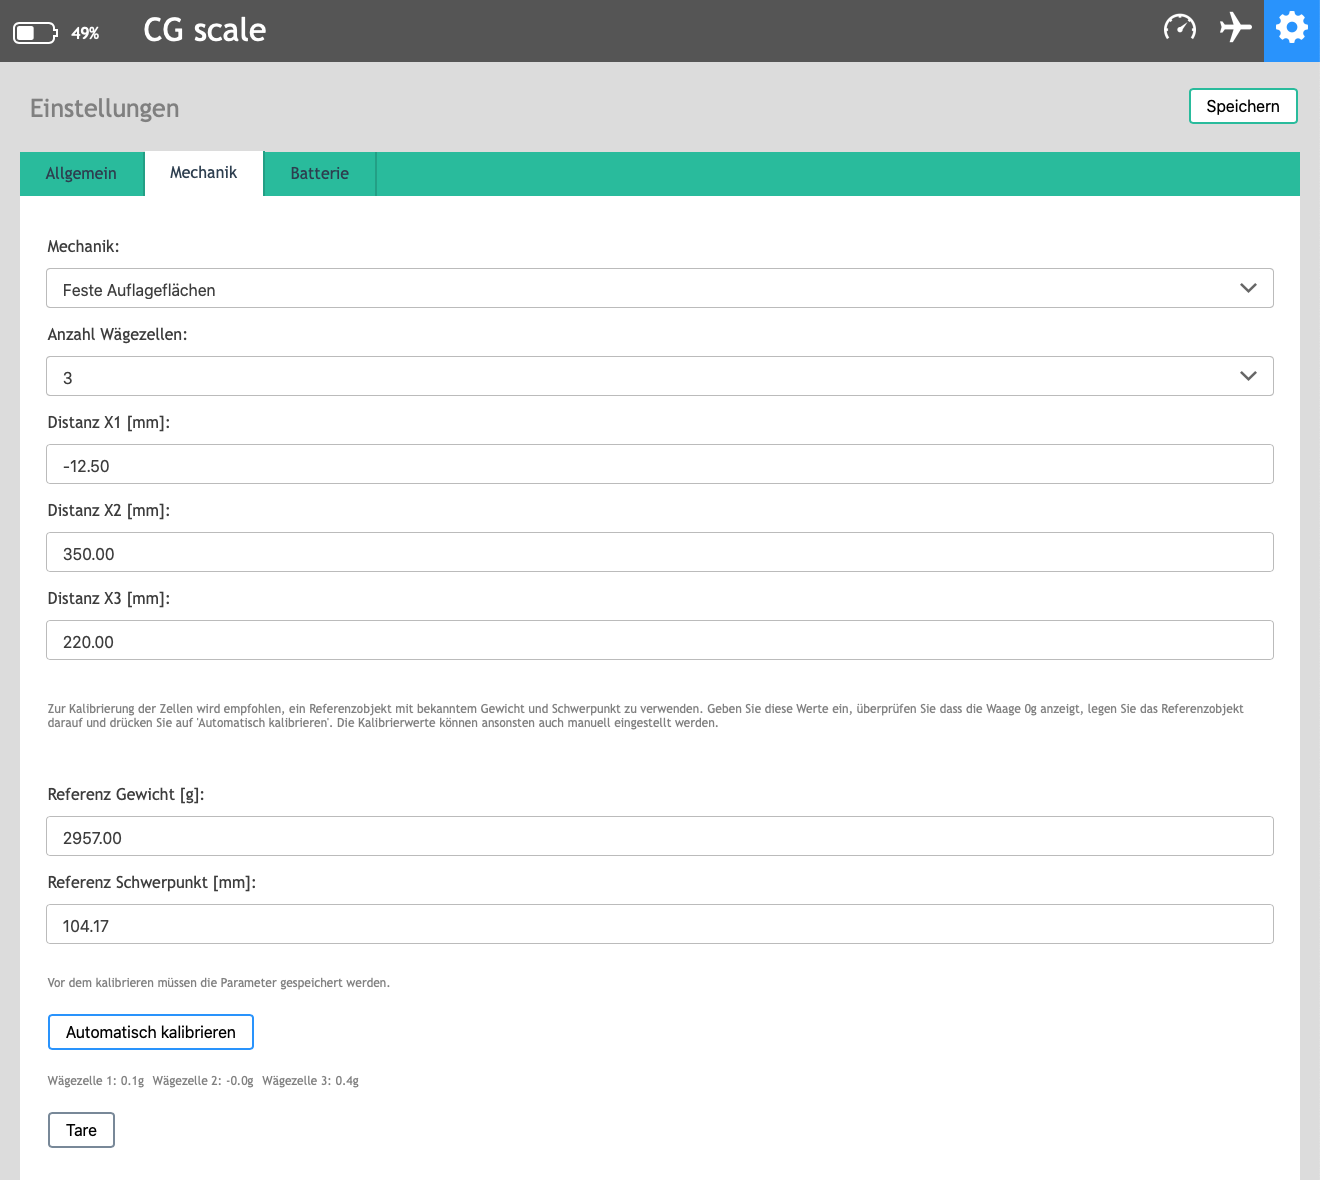 49%
CG scale
Einstellungen
Speichern
Allgemein
Mechanik
Batterie
Mechanik:
Feste Auflageflächen
Anzahl Wägezellen:
3
Distanz X1 [mm]:
-12.50
Distanz X2 [mm]:
350.00
Distanz X3 [mm]:
220.00
Zur Kalibrierung der Zellen wird empfohlen, ein Referenzobjekt mit bekanntem Gewicht und Schwerpunkt zu verwenden. Geben Sie diese Werte ein, überprüfen Sie dass die Waage 0g anzeigt, legen Sie das Referenzobjekt
darauf und drücken Sie auf 'Automatisch kalibrieren'. Die Kalibrierwerte können ansonsten auch manuell eingestellt werden.
Referenz Gewicht [g]:
2957.00
Referenz Schwerpunkt [mm]:
104.17
Vor dem kalibrieren müssen die Parameter gespeichert werden.
Automatisch kalibrieren
Wägezelle 1: 0.1g Wägezelle 2: -0.0g Wägezelle 3: 0.4g
Tare